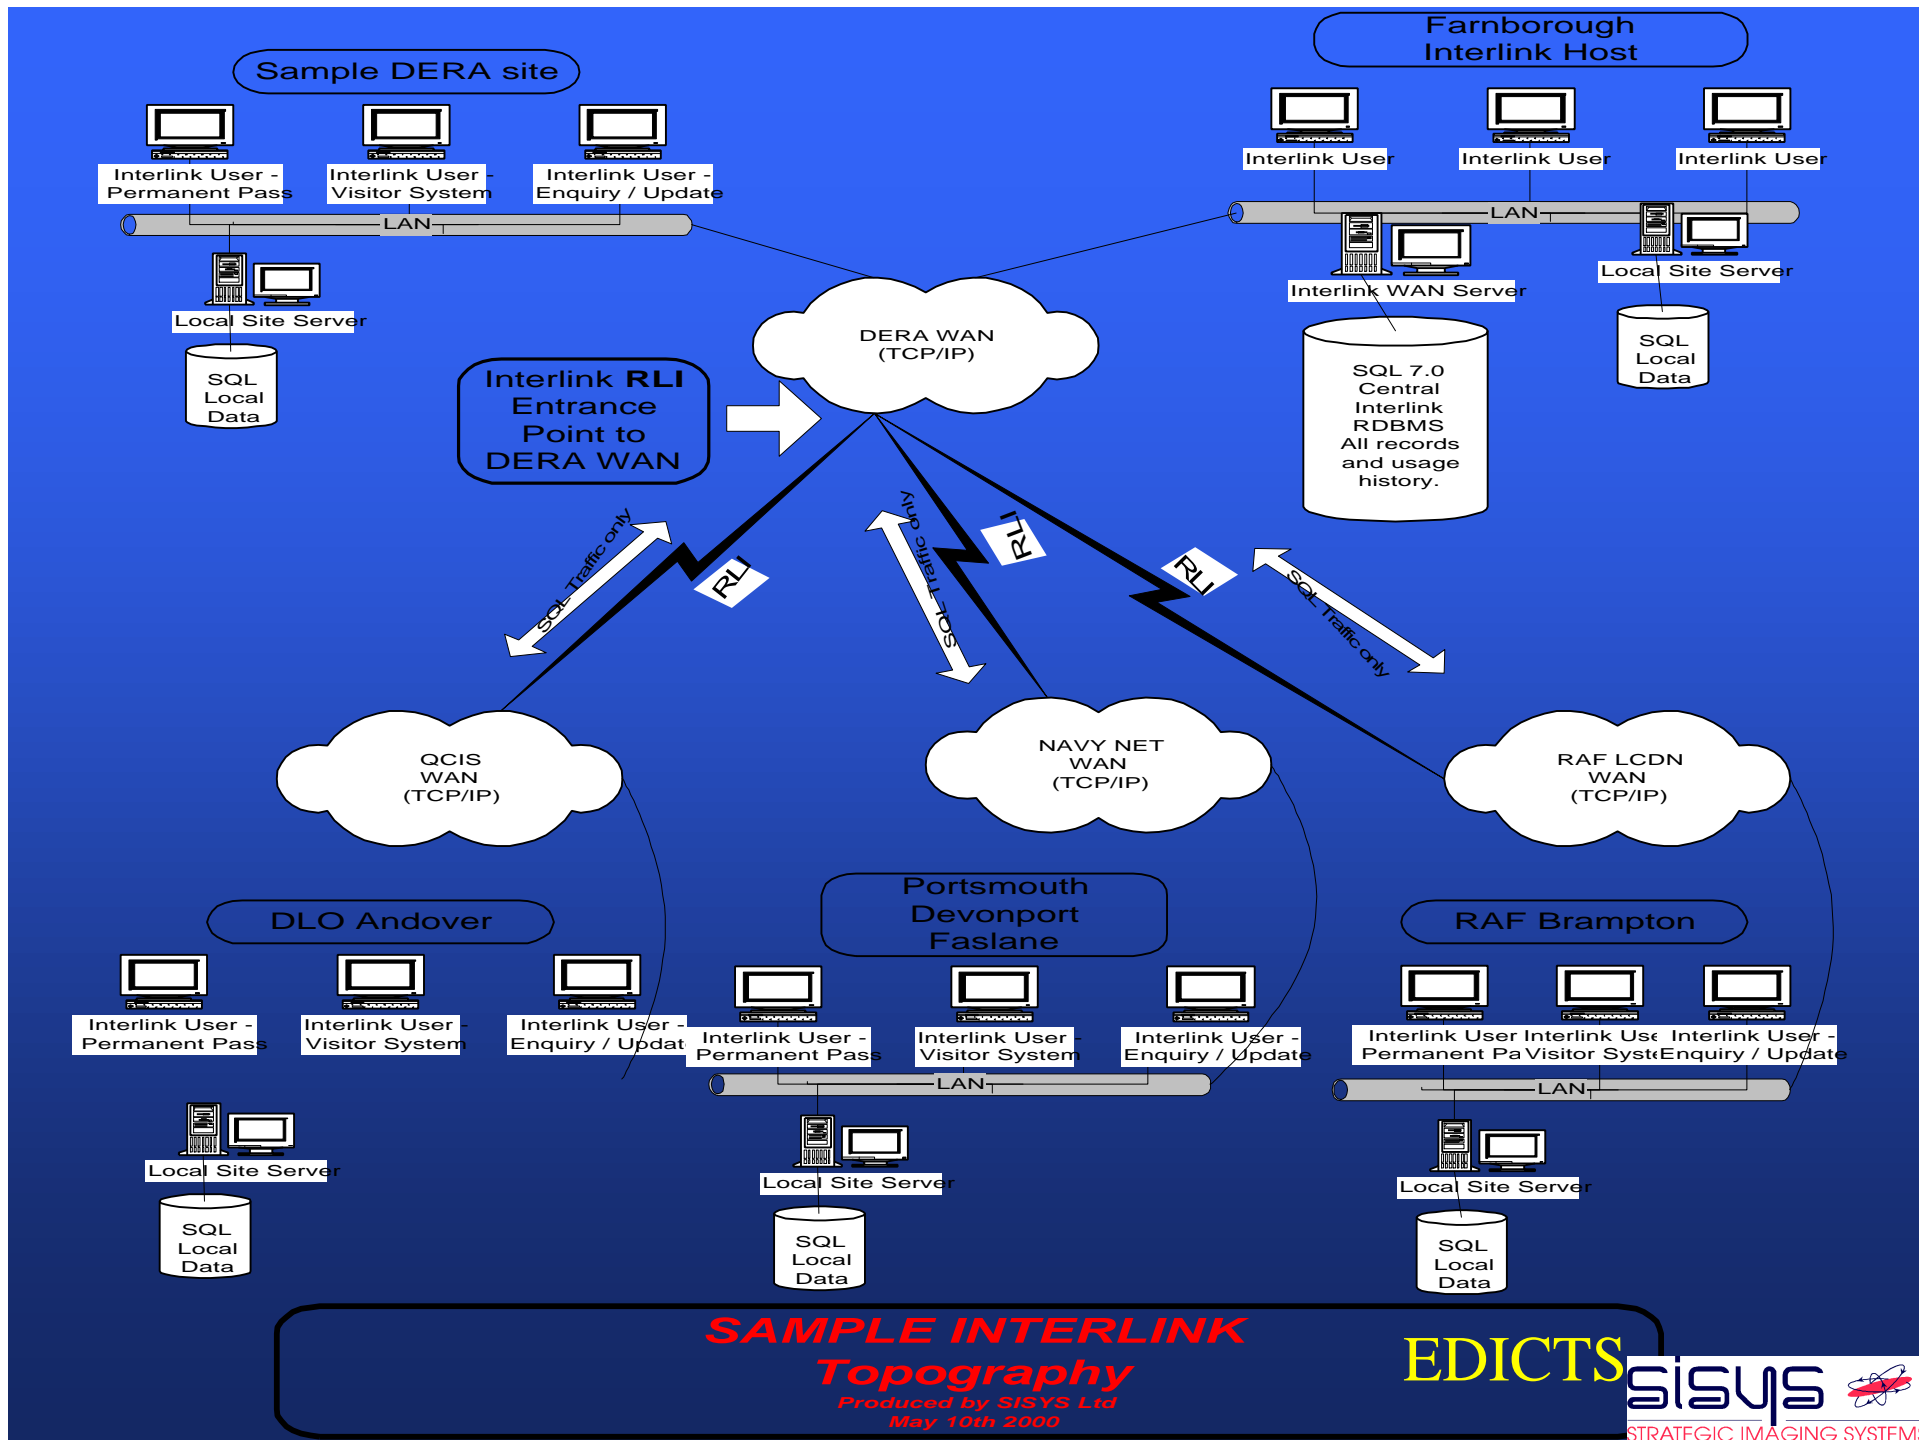 Farnborough
Interlink Host
Sample DERA site
Interlink User
Interlink User
Interlink User
Interlink User -
Permanent Pass
Interlink User -
Visitor System
Interlink User -
Enquiry / Update
LAN
LAN
Local Site Server
Interlink WAN Server
Local Site Server
SQL
Local
Data
DERA WAN
(TCP/IP)
SQL 7.0
Central
Interlink
RDBMS
All records
and usage
history.
SQL
Local
Data
Interlink RLI
Entrance
Point to
DERA WAN
SQL Traffic only
RLI
SQL Traffic only
RLI
RLI
SQL Traffic only
QCIS
WAN
(TCP/IP)
NAVY NET
WAN
(TCP/IP)
RAF LCDN
WAN
(TCP/IP)
DLO Andover
Portsmouth
Devonport
Faslane
RAF Brampton
Interlink User -
Permanent Pass
Interlink User -
Visitor System
Interlink User -
Enquiry / Updat
Interlink User -
Permanent Pass
Interlink User -
Visitor System
Interlink User -
Enquiry / Update
Interlink User
Permanent Pa
Interlink Use
Visitor Syste
Interlink User -
Enquiry / Update
LAN
LAN
Local Site Server
Local Site Server
Local Site Server
SQL
Local
Data
SQL
Local
Data
SQL
Local
Data
SAMPLE INTERLINK
Topography
Produced by SISYS Ltd
May 10th 2000
EDICTS
sisys
STRATEGIC IMAGING SYSTEMS